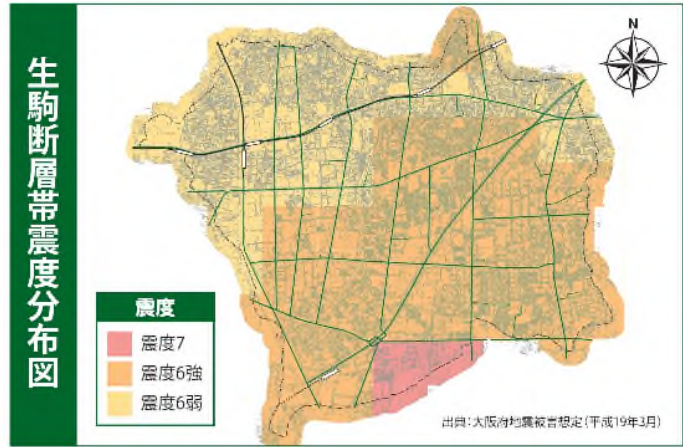 生駒断層帯震度分布図
N
震度
震度7
震度6強
震度6弱
出典：大阪府地震被害想定（平成19年3月）